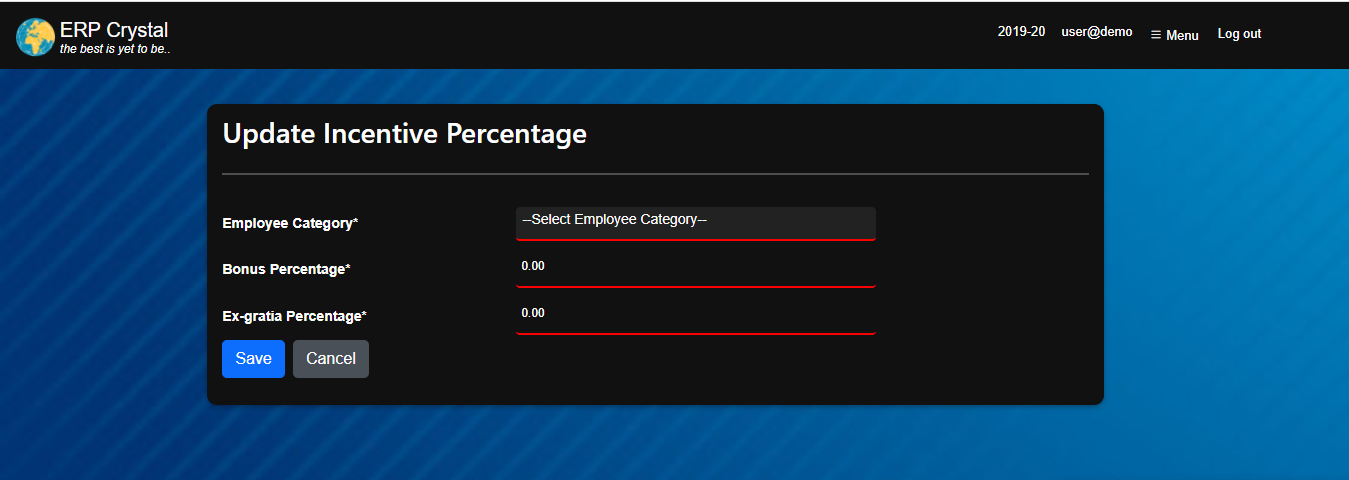 ERP Crystal
the best is yet to be..
2019-20 user@demo ☰ Menu Log out
Update Incentive Percentage
Employee Category* --Select Employee Category--
Bonus Percentage* 0.00
Ex-gratia Percentage* 0.00
Save Cancel